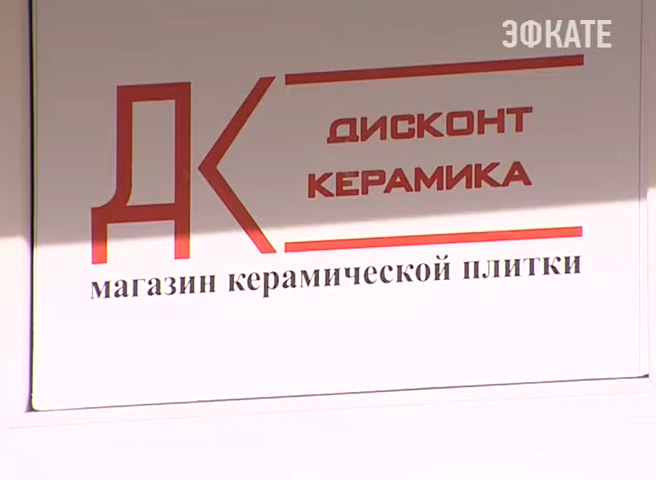 ЭФКАТЕ
ДК
ДИСКОНТ
КЕРАМИКА
магазин керамической плитки